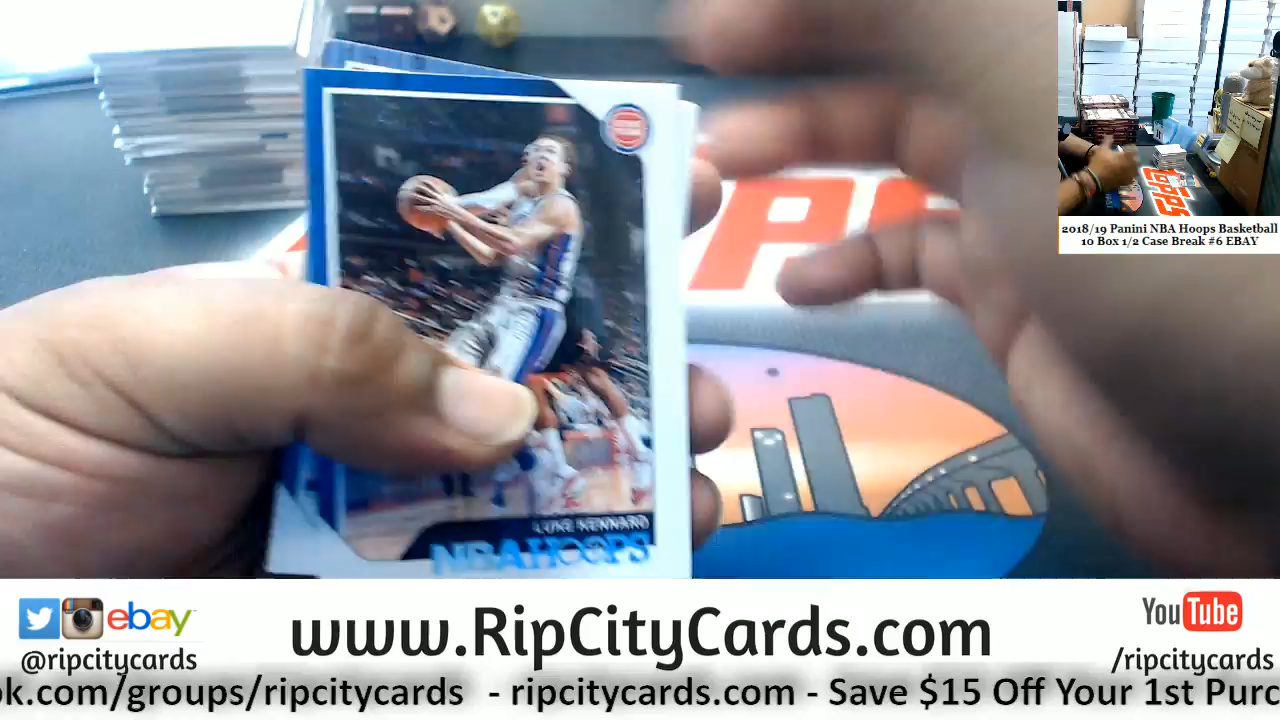 LUKE KENNARD
NBA HOOPS
2018/19 Panini NBA Hoops Basketball
10 Box 1/2 Case Break #6 EBAY
ebay
@ripcitycards
www.RipCityCards.com
YouTube
/ripcitycards
ok.com/groups/ripcitycards - ripcitycards.com - Save $15 Off Your 1st Purc